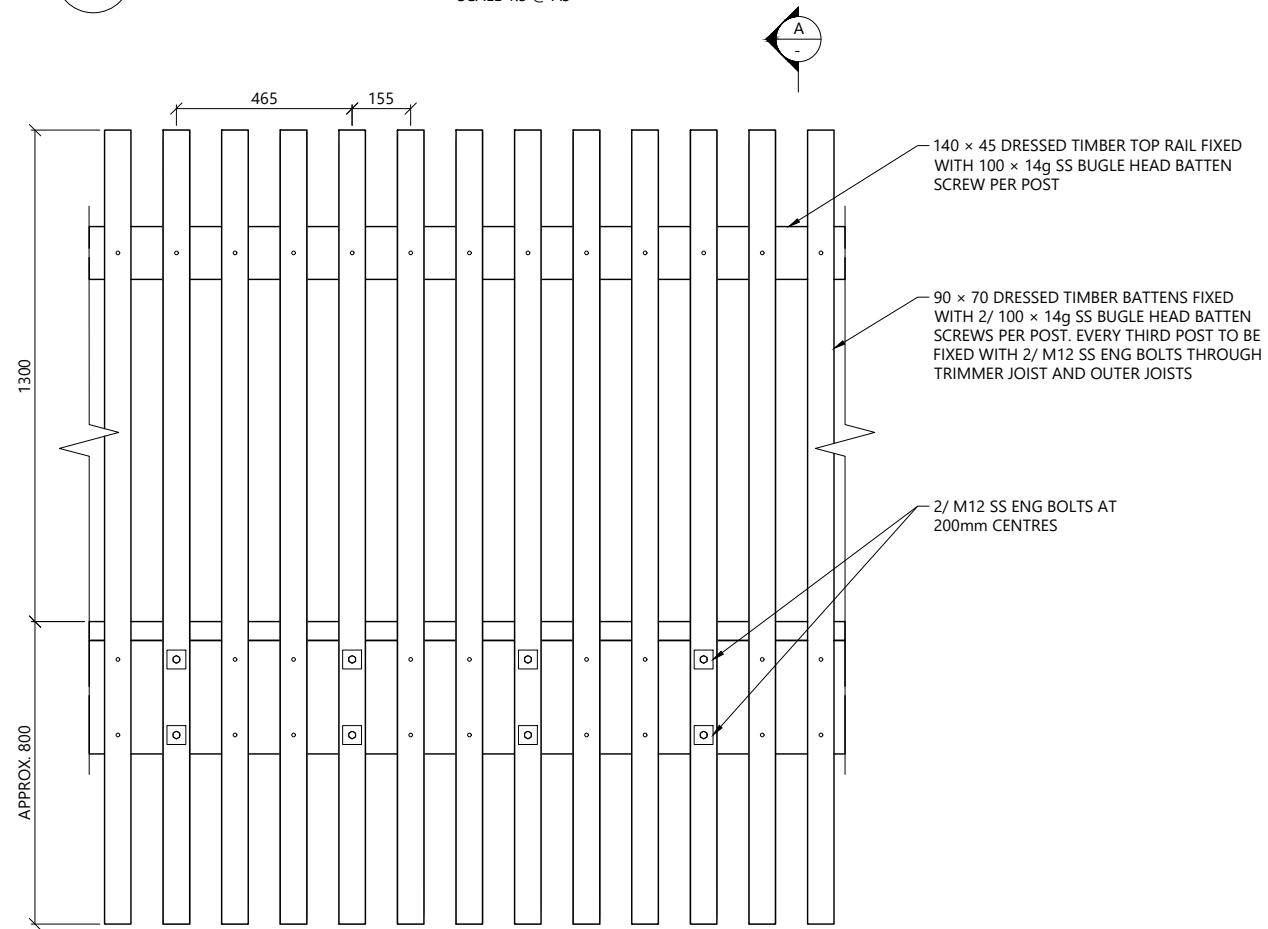 A
-
465
155
140 × 45 DRESSED TIMBER TOP RAIL FIXED
WITH 100 × 14g SS BUGLE HEAD BATTEN
SCREW PER POST
90 × 70 DRESSED TIMBER BATTENS FIXED
WITH 2/ 100 × 14g SS BUGLE HEAD BATTEN
SCREWS PER POST. EVERY THIRD POST TO BE
FIXED WITH 2/ M12 SS ENG BOLTS THROUGH
TRIMMER JOIST AND OUTER JOISTS
1300
2/ M12 SS ENG BOLTS AT
200mm CENTRES
APPROX. 800